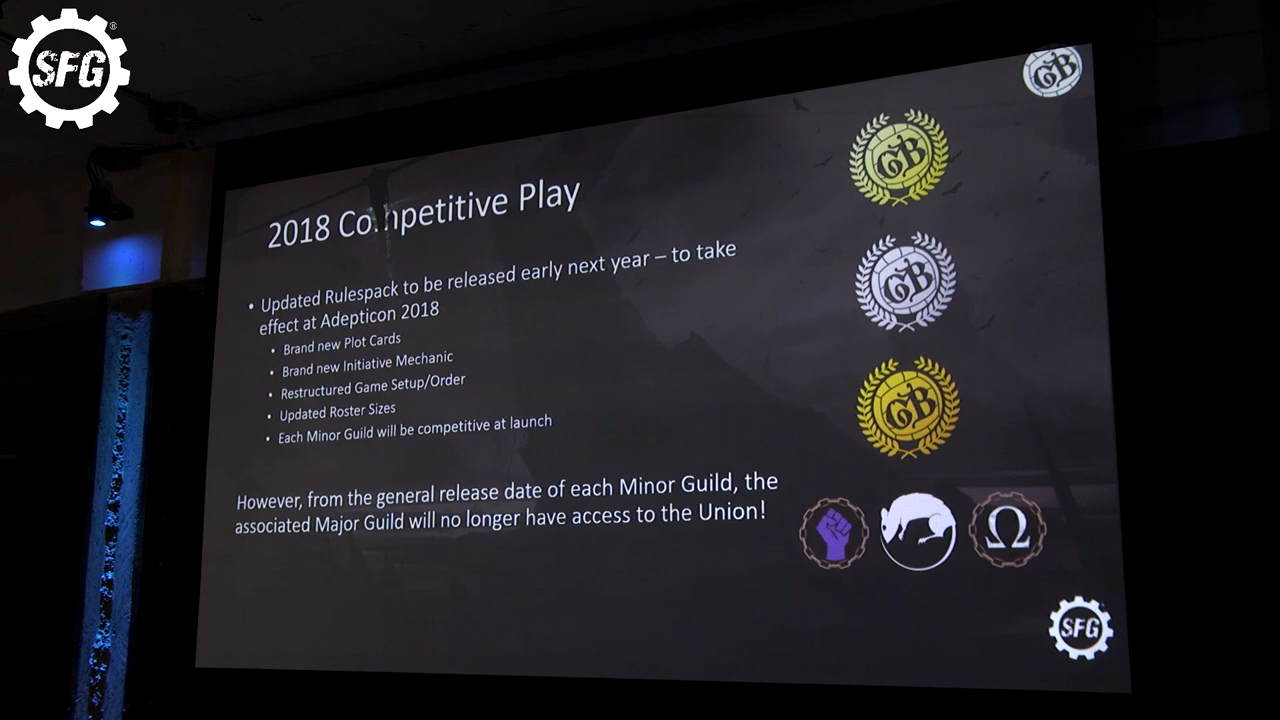 SFG
GB
GB
2018 Competitive Play
• Updated Rulespack to be released early next year – to take
effect at Adepticon 2018
• Brand new Plot Cards
• Brand new Initiative Mechanic
• Restructured Game Setup/Order
• Updated Roster Sizes
• Each Minor Guild will be competitive at launch
GB
GB
However, from the general release date of each Minor Guild, the
associated Major Guild will no longer have access to the Union!
Ω
SFG